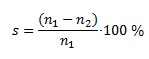 s = (n₁ − n₂) / n₁ · 100 %